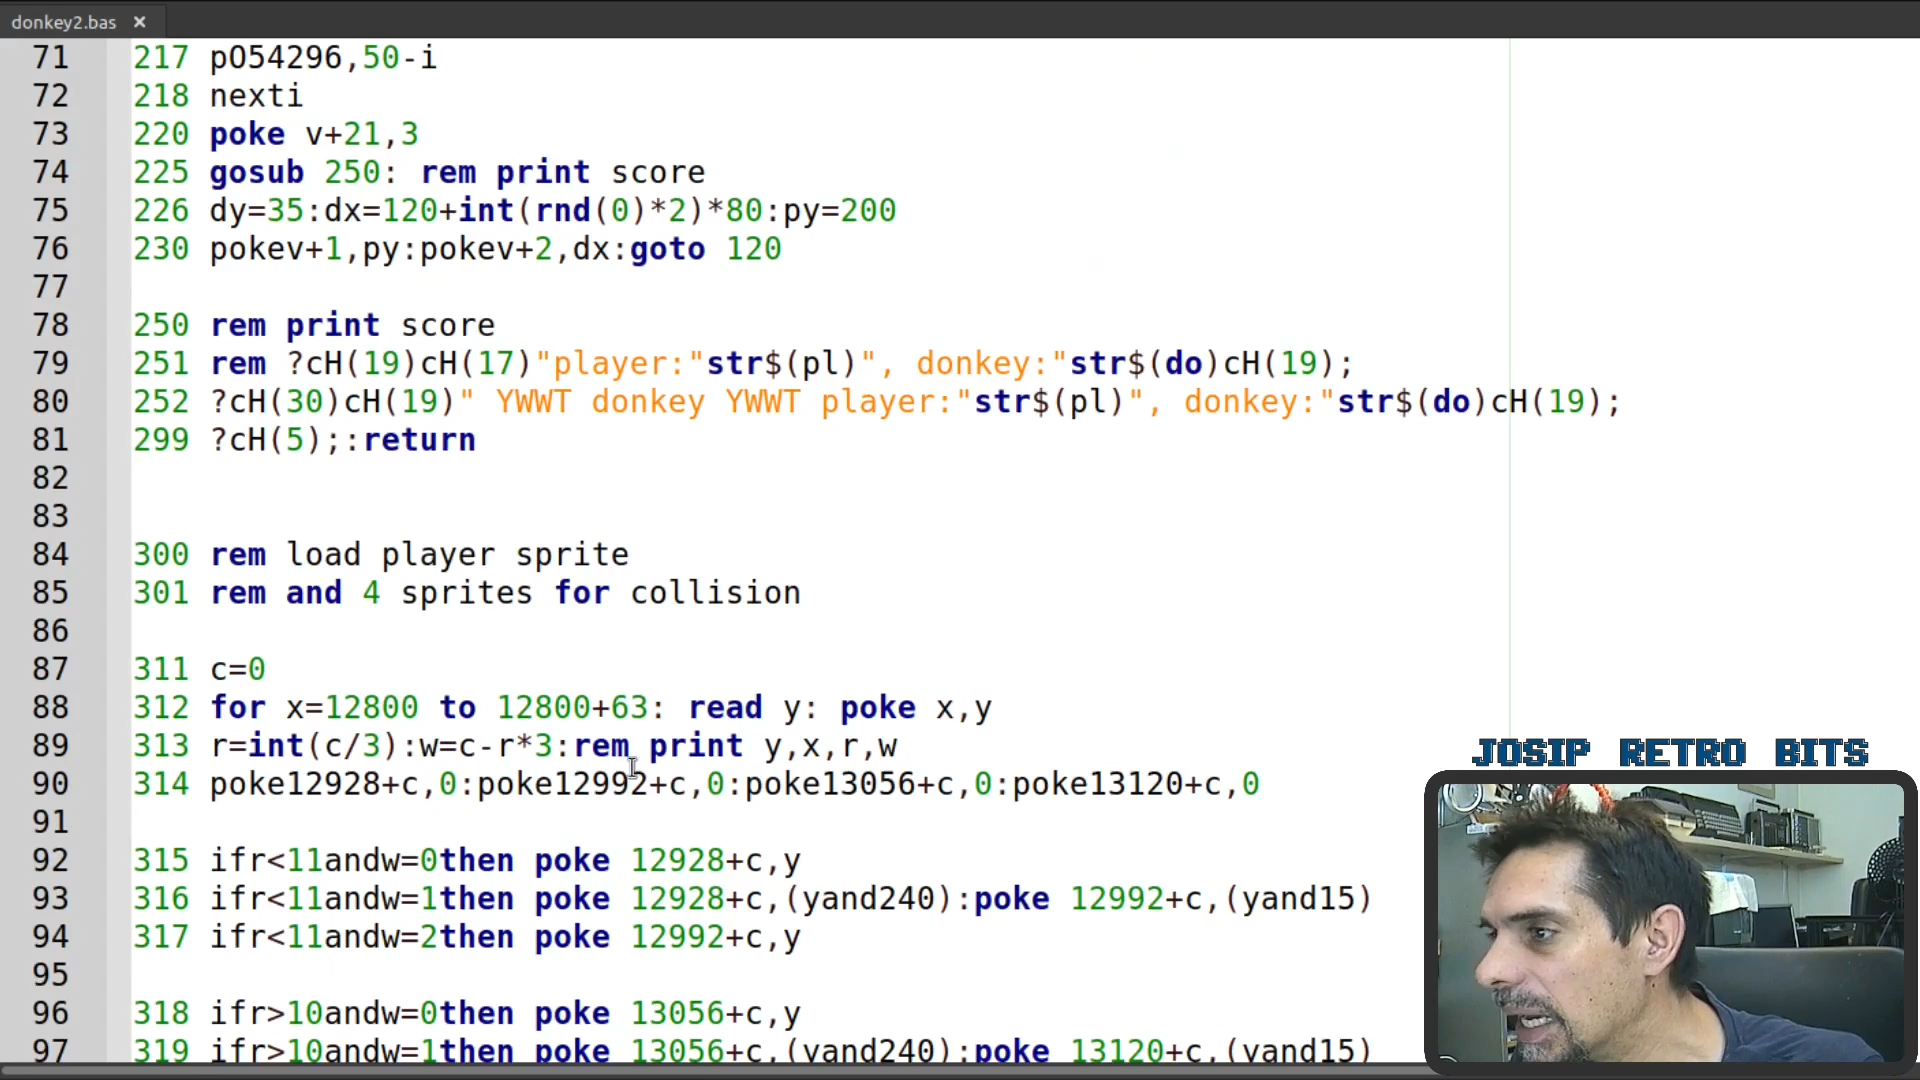 donkey2.bas ×
71 217 pO54296,50-i
72 218 nexti
73 220 poke v+21,3
74 225 gosub 250: rem print score
75 226 dy=35:dx=120+int(rnd(0)*2)*80:py=200
76 230 pokev+1,py:pokev+2,dx:goto 120
77
78 250 rem print score
79 251 rem ?cH(19)cH(17)"player:"str$(pl)", donkey:"str$(do)cH(19);
80 252 ?cH(30)cH(19)" YWWT donkey YWWT player:"str$(pl)", donkey:"str$(do)cH(19);
81 299 ?cH(5);:return
82
83
84 300 rem load player sprite
85 301 rem and 4 sprites for collision
86
87 311 c=0
88 312 for x=12800 to 12800+63: read y: poke x,y
89 313 r=int(c/3):w=c-r*3:rem print y,x,r,w
90 314 poke12928+c,0:poke12992+c,0:poke13056+c,0:poke13120+c,0
91
92 315 ifr<11andw=0then poke 12928+c,y
93 316 ifr<11andw=1then poke 12928+c,(yand240):poke 12992+c,(yand15)
94 317 ifr<11andw=2then poke 12992+c,y
95
96 318 ifr>10andw=0then poke 13056+c,y
97 319 ifr>10andw=1then poke 13056+c,(yand240):poke 13120+c,(yand15)
JOSIP RETRO BITS